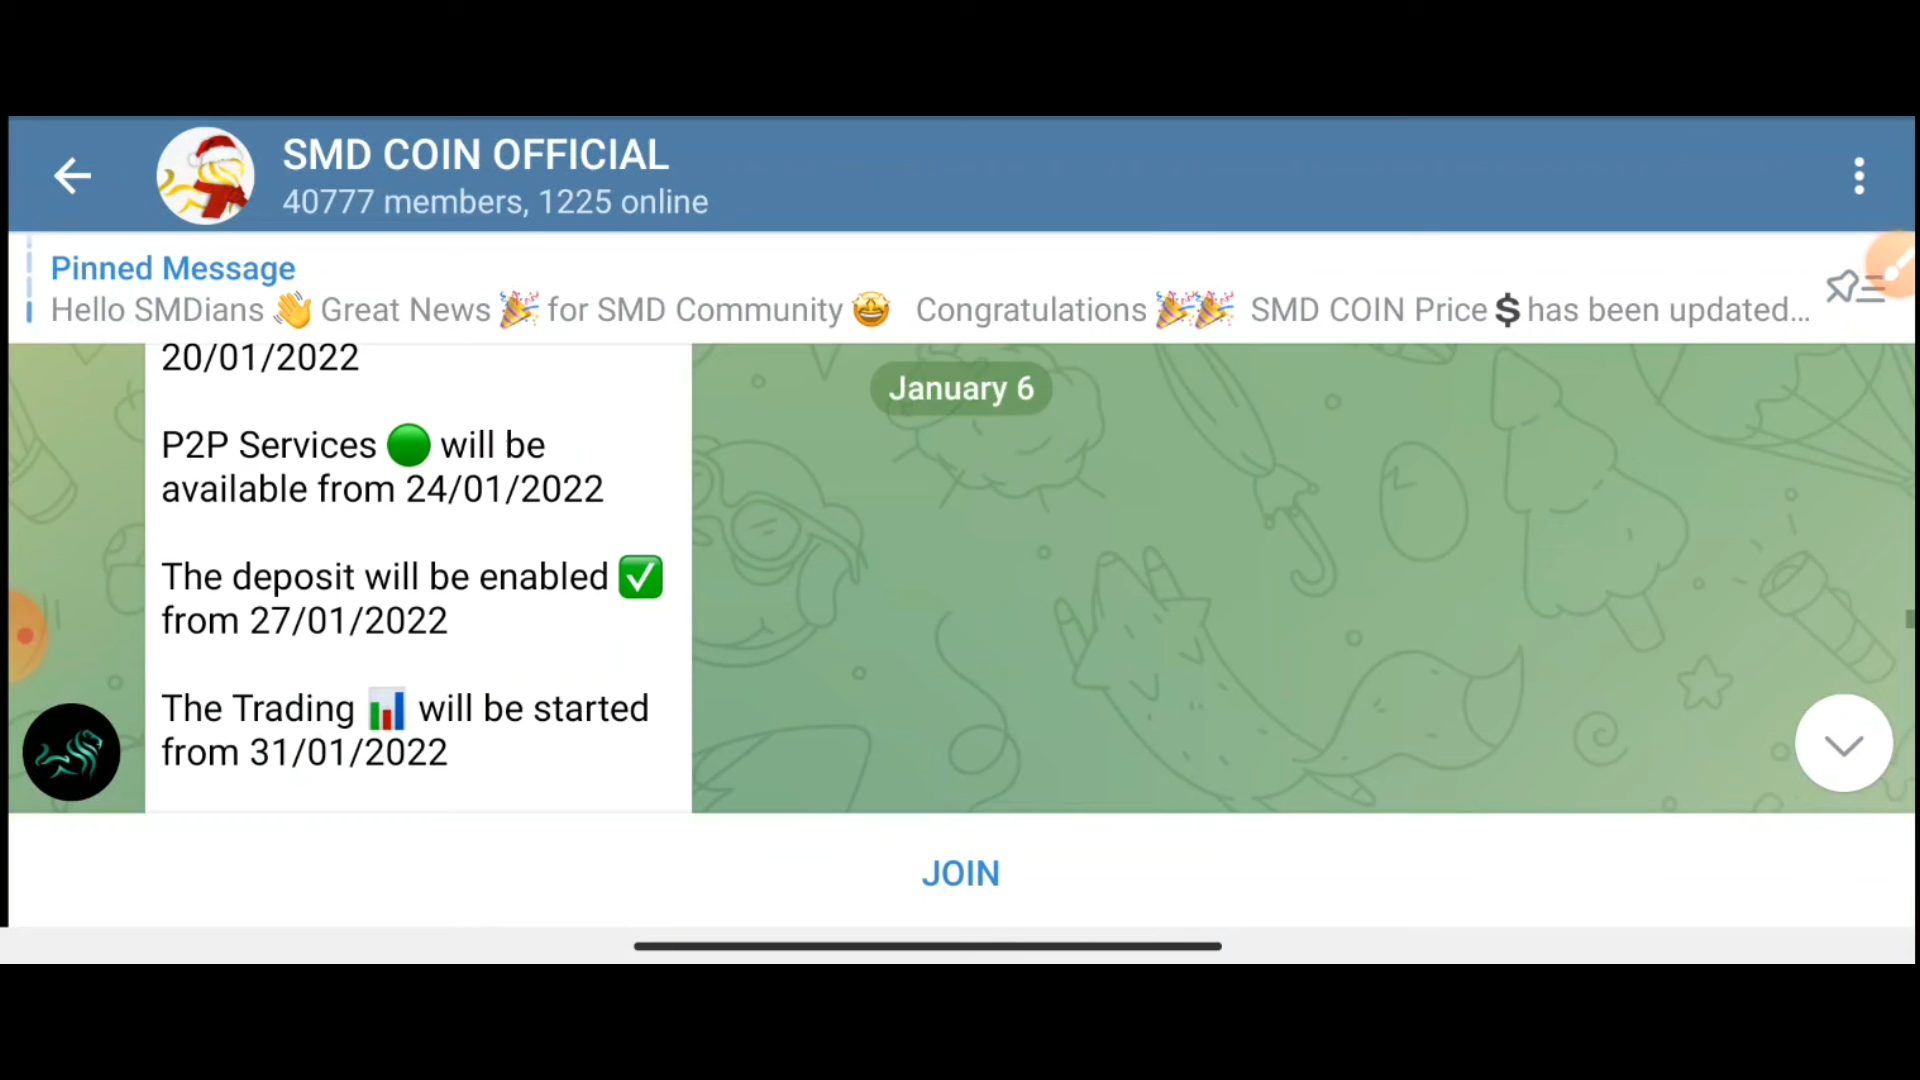 SMD COIN OFFICIAL
40777 members, 1225 online
Pinned Message
Hello SMDians 👋 Great News 🎉 for SMD Community 🤩 Congratulations 🎉🎉 SMD COIN Price 💲has been updated...
20/01/2022
January 6
P2P Services 🟢 will be
available from 24/01/2022
The deposit will be enabled ✅
from 27/01/2022
The Trading 📊 will be started
from 31/01/2022
JOIN